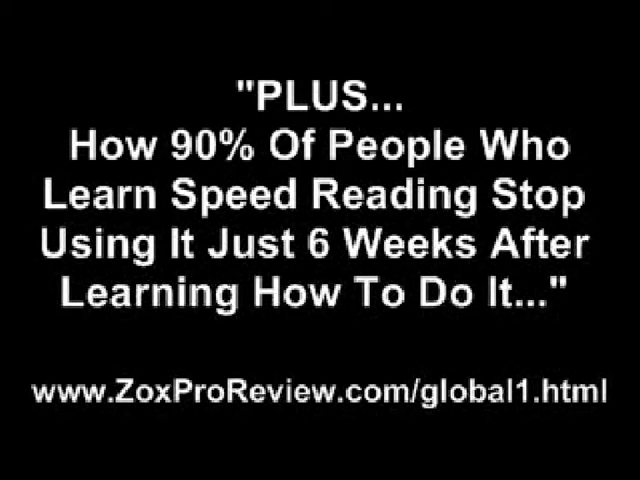 "PLUS...
How 90% Of People Who
Learn Speed Reading Stop
Using It Just 6 Weeks After
Learning How To Do It..."
www.ZoxProReview.com/global1.html